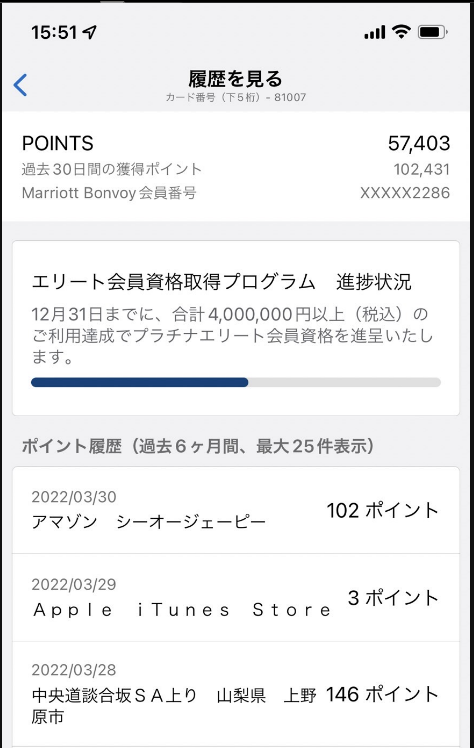 15:51
履歴を見る
カード番号（下5桁）- 81007
POINTS 57,403
過去30日間の獲得ポイント 102,431
Marriott Bonvoy会員番号 XXXXX2286
エリート会員資格取得プログラム　進捗状況
12月31日までに、合計4,000,000円以上（税込）の
ご利用達成でプラチナエリート会員資格を進呈いたし
ます。
ポイント履歴（過去６ヶ月間、最大25件表示）
2022/03/30
アマゾン　シーオージェーピー 102 ポイント
2022/03/29
Ａｐｐｌｅ　ｉＴｕｎｅｓ　Ｓｔｏｒｅ 3 ポイント
2022/03/28
中央道談合坂ＳＡ上り　山梨県　上野 146 ポイント
原市